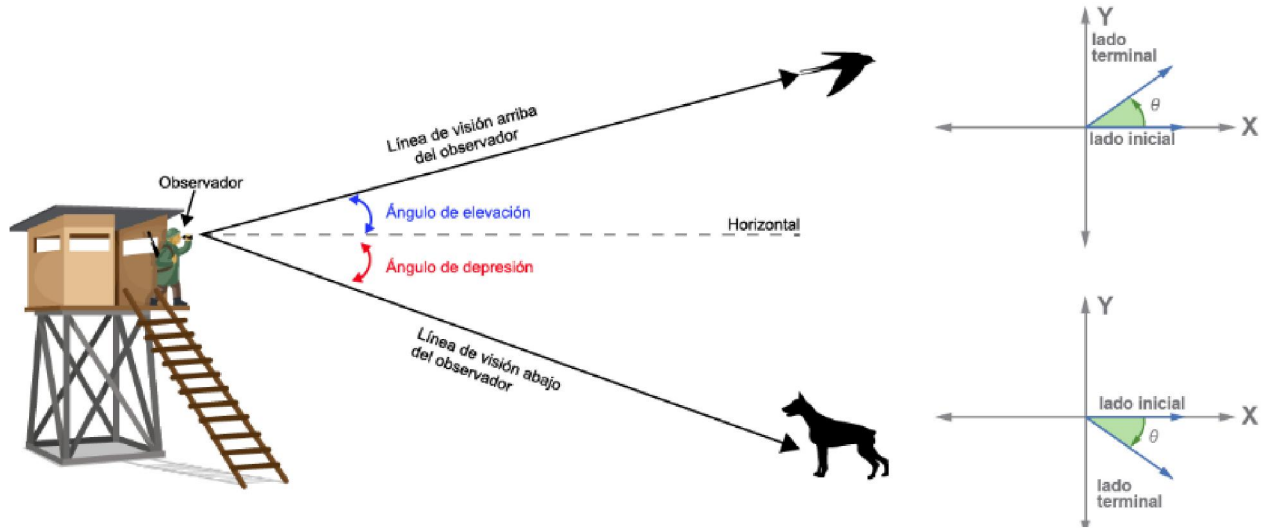 Observador
Línea de visión arriba
del observador
Ángulo de elevación
Horizontal
Ángulo de depresión
Línea de visión abajo
del observador
Y
lado
terminal
θ
X
lado inicial
Y
lado inicial
X
θ
lado
terminal